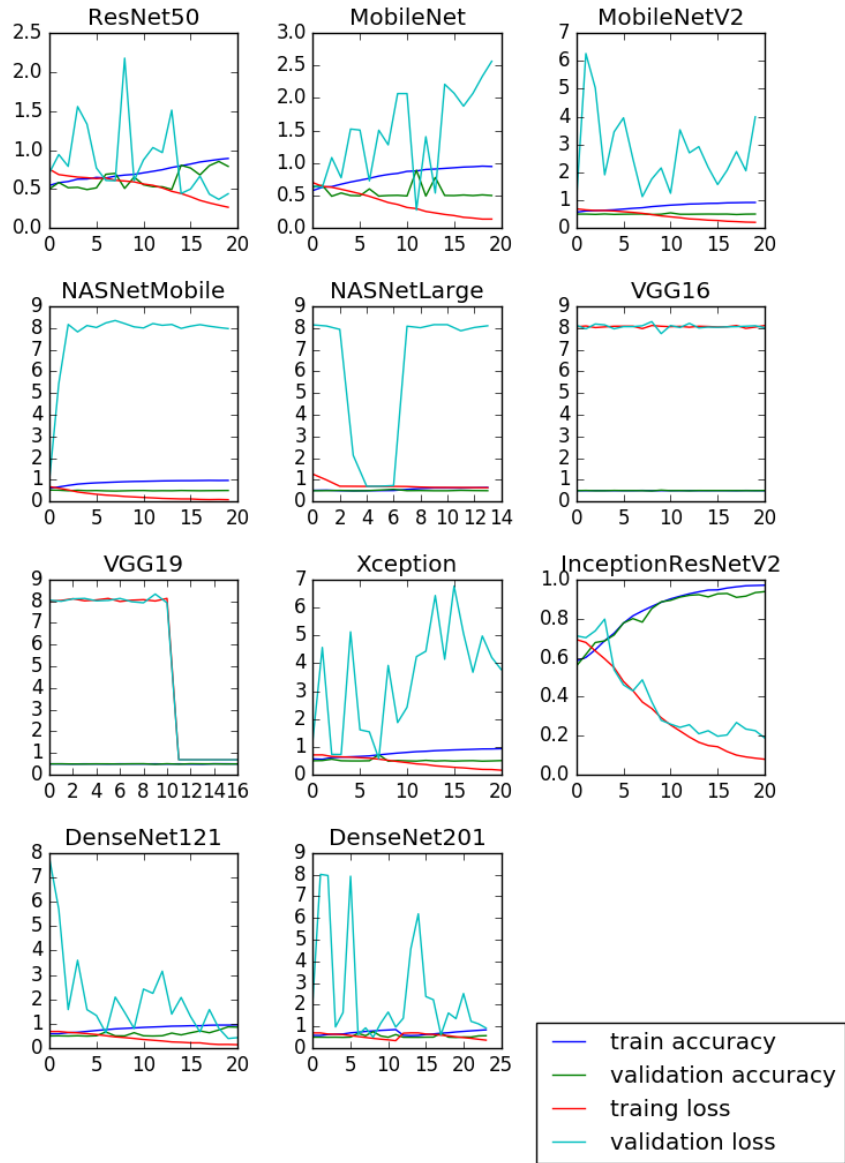 ResNet50 MobileNet MobileNetV2
2.5 3.0 7
2.0 2.5 6
1.5 2.0 5
1.0 1.5 4
0.5 1.0 3
0.0 0.5 2
0.0 1
0
0 5 10 15 20 0 5 10 15 20 0 5 10 15 20
NASNetMobile NASNetLarge VGG16
9 9 9
8 8 8
7 7 7
6 6 6
5 5 5
4 4 4
3 3 3
2 2 2
1 1 1
0 0 0
0 5 10 15 20 0 2 4 6 8 10 12 14 0 5 10 15 20
VGG19 Xception InceptionResNetV2
9 7 1.0
8 6 0.8
7 5 0.6
6 4 0.4
5 3 0.2
4 2 0.0
3 1
2 0
1
0
0 2 4 6 8 10 12 14 16 0 5 10 15 20 0 5 10 15 20
DenseNet121 DenseNet201
8 9
7 8
6 7
5 6
4 5
3 4
2 3
1 2
0 1
0
0 5 10 15 20 0 5 10 15 20 25
train accuracy
validation accuracy
traing loss
validation loss